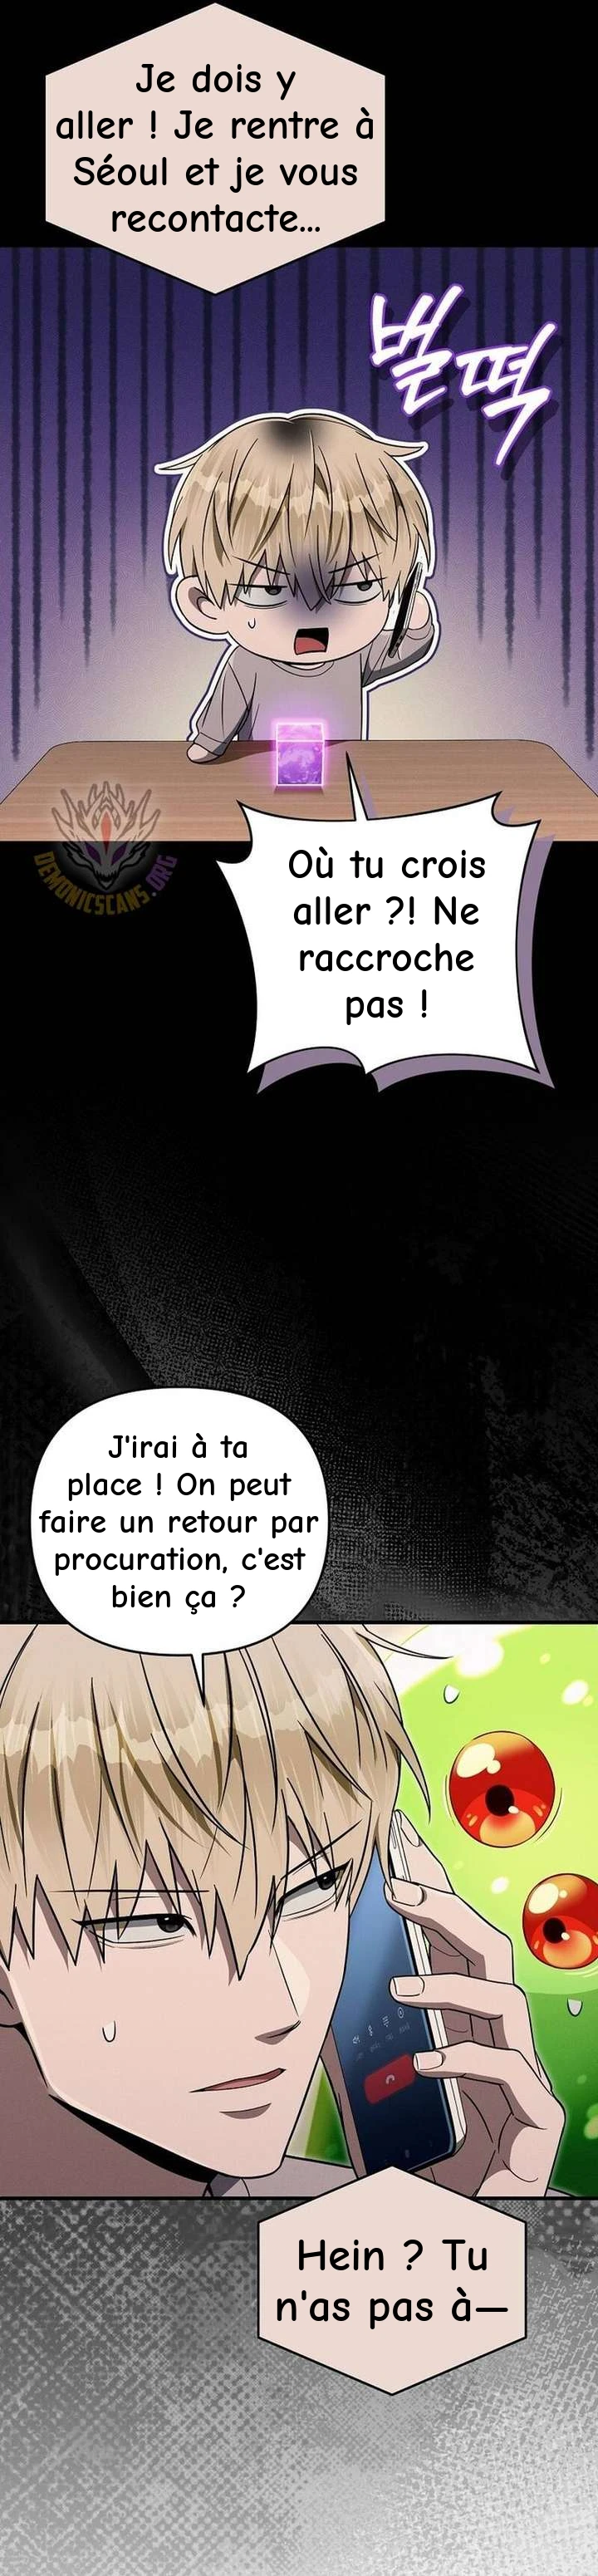 Je dois y
aller ! Je rentre à
Séoul et je vous
recontacte...
벌떡
DEMONICSCANS.ORG
Où tu crois
aller ?! Ne
raccroche
pas !
J'irai à ta
place ! On peut
faire un retour par
procuration, c'est
bien ça ?
Hein ? Tu
n'as pas à—